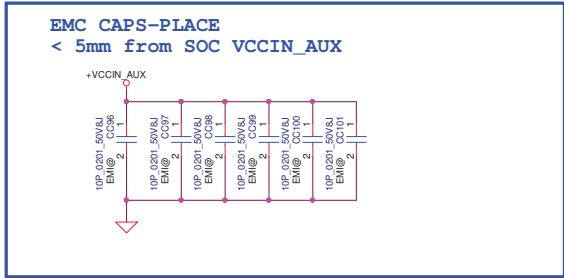 EMC CAPS-PLACE
< 5mm from SOC VCCIN_AUX
+VCCIN_AUX
10P_0201_50V8J
CC96
EMI@
1
2
10P_0201_50V8J
CC97
EMI@
1
2
10P_0201_50V8J
CC98
EMI@
1
2
10P_0201_50V8J
CC99
EMI@
1
2
10P_0201_50V8J
CC100
EMI@
1
2
10P_0201_50V8J
CC101
EMI@
1
2